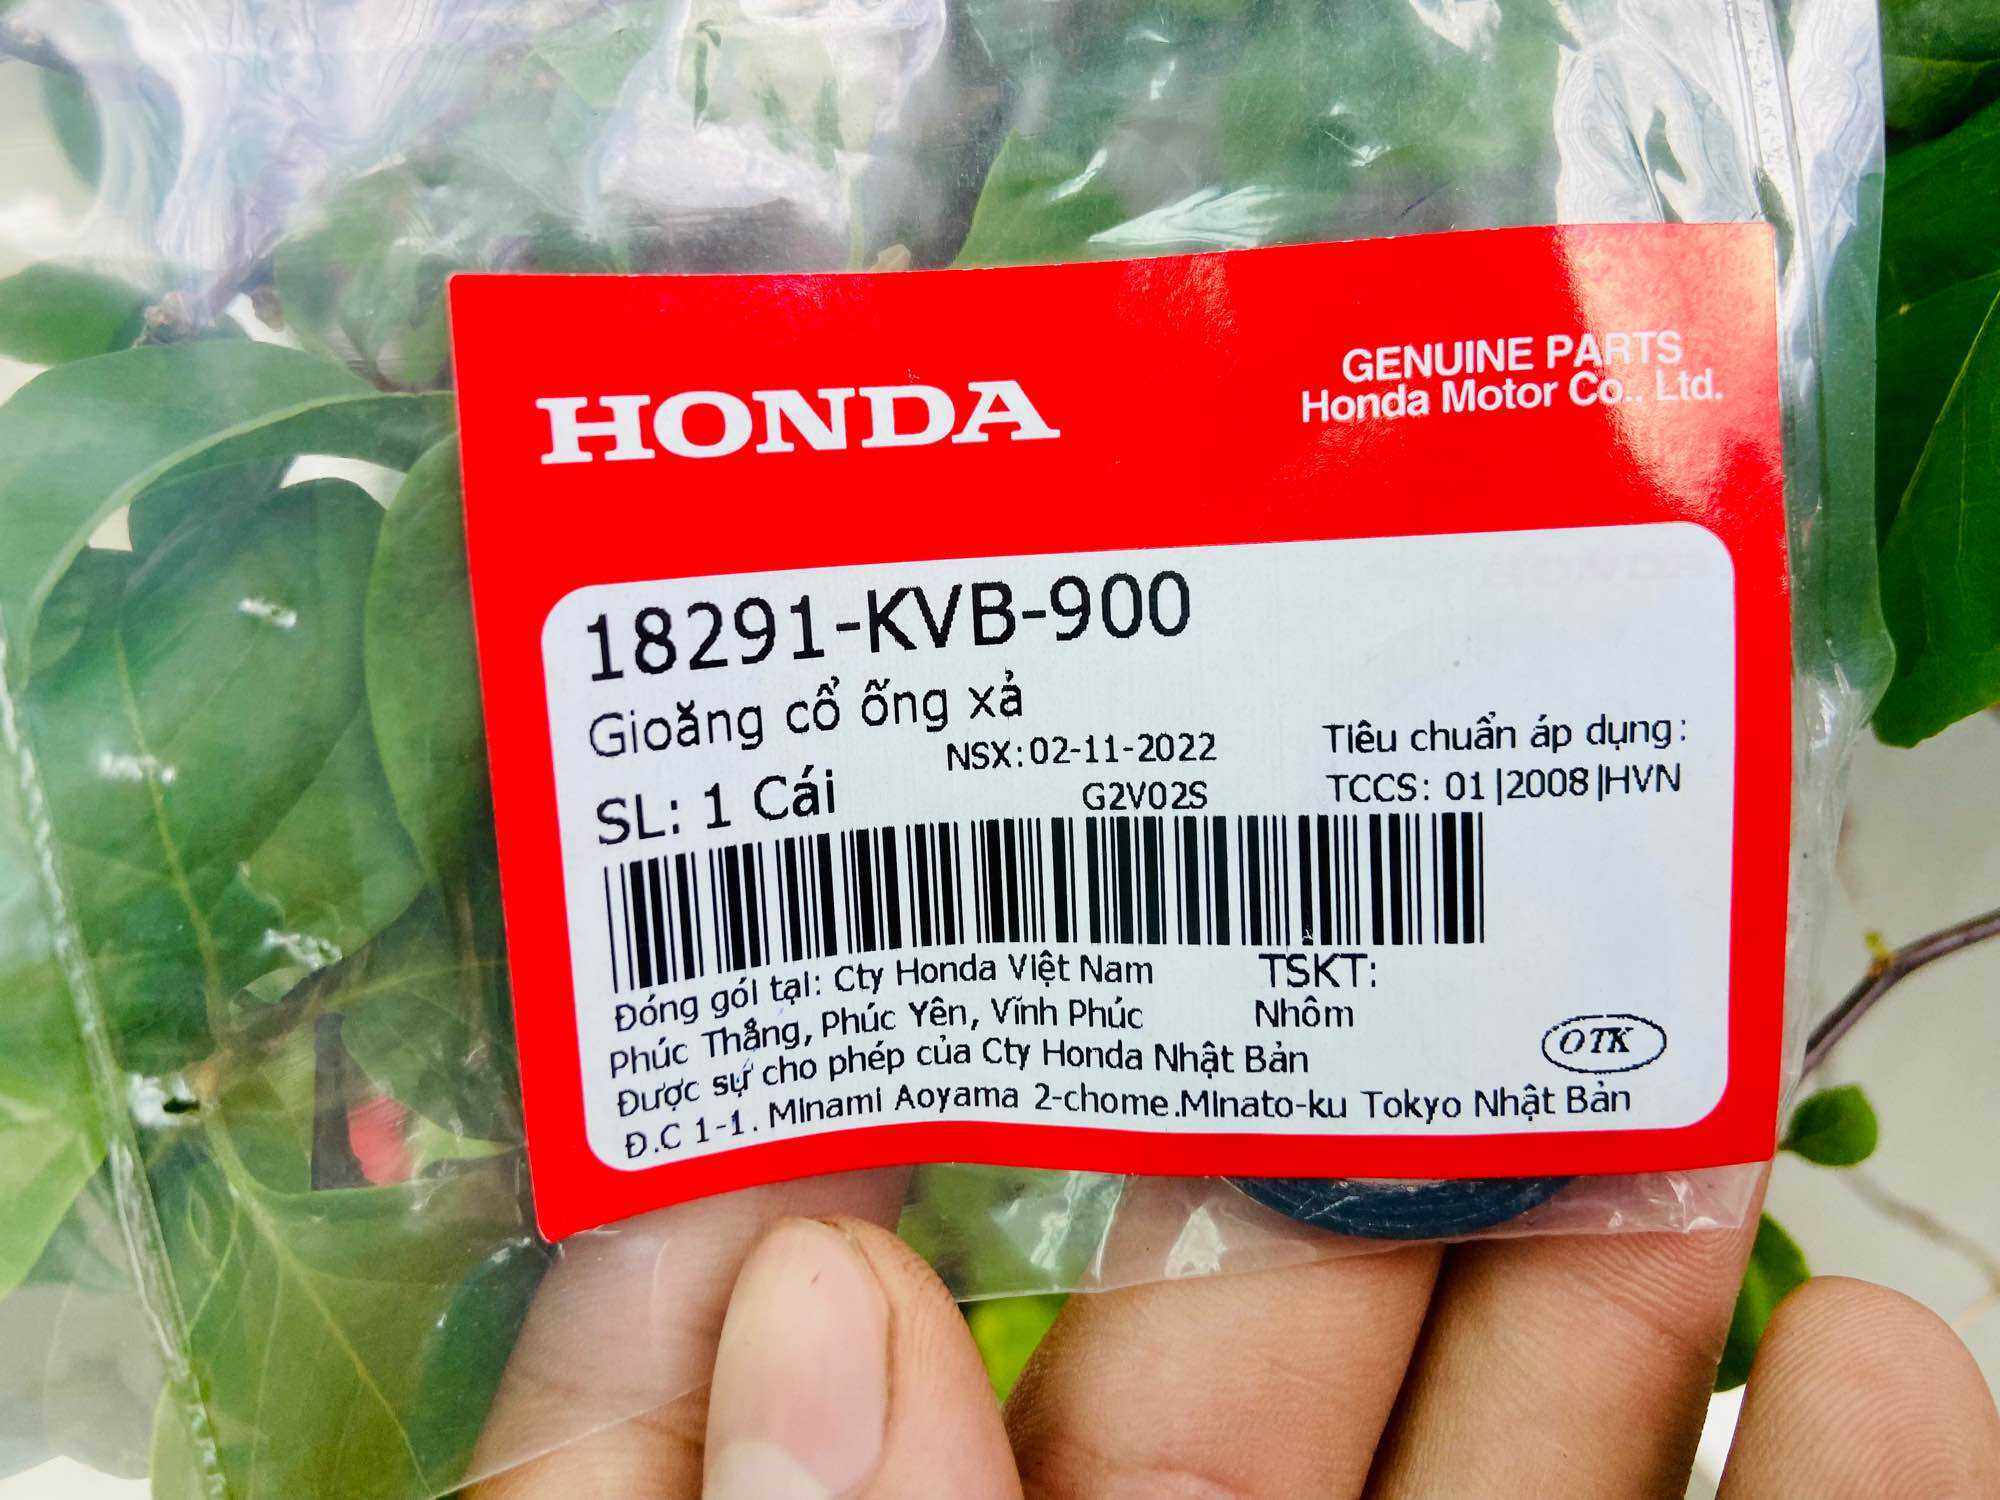 HONDA
GENUINE PARTS
Honda Motor Co., Ltd.
18291-KVB-900
Gioăng cổ ống xả
NSX: 02-11-2022
Tiêu chuẩn áp dụng:
SL: 1 Cái
G2V02S
TCCS: 01|2008|HVN
Đóng gói tại: Cty Honda Việt Nam
TSKT:
Phúc Thắng, Phúc Yên, Vĩnh Phúc
Nhôm
Được sự cho phép của Cty Honda Nhật Bản
OTK
Đ.C 1-1. Minami Aoyama 2-chome.Minato-ku Tokyo Nhật Bản